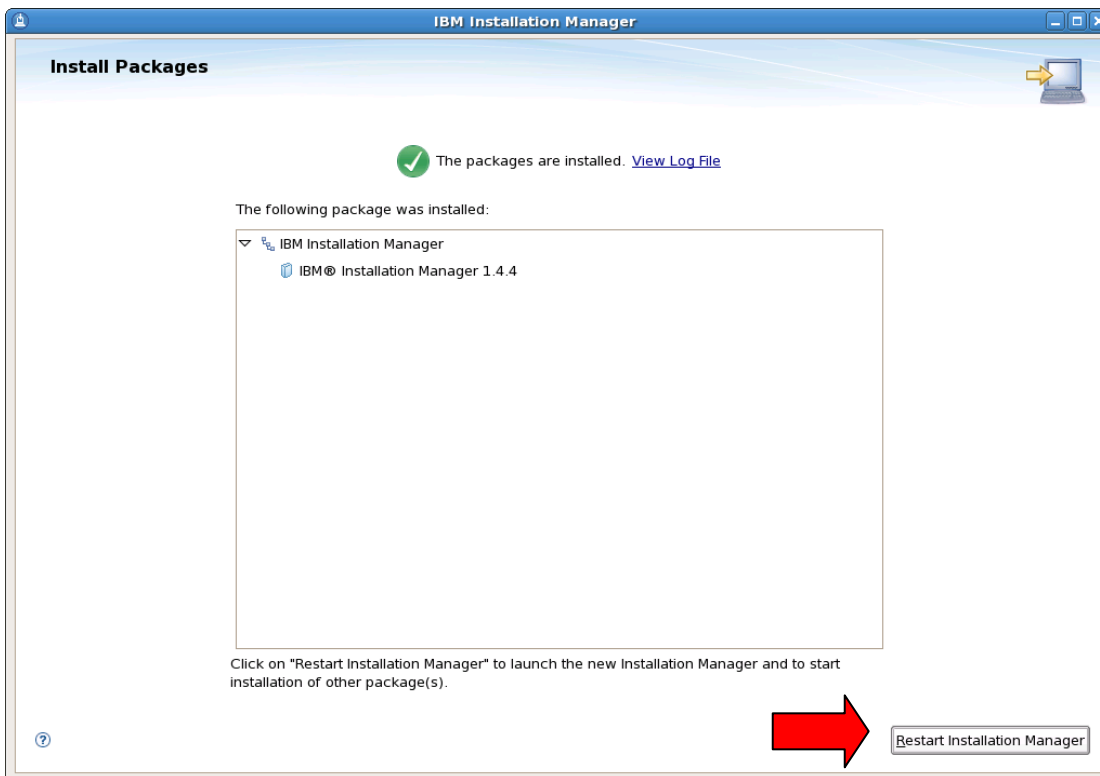 IBM Installation Manager
Install Packages
The packages are installed. View Log File
The following package was installed:
IBM Installation Manager
IBM® Installation Manager 1.4.4
Click on "Restart Installation Manager" to launch the new Installation Manager and to start
installation of other package(s).
?
Restart Installation Manager